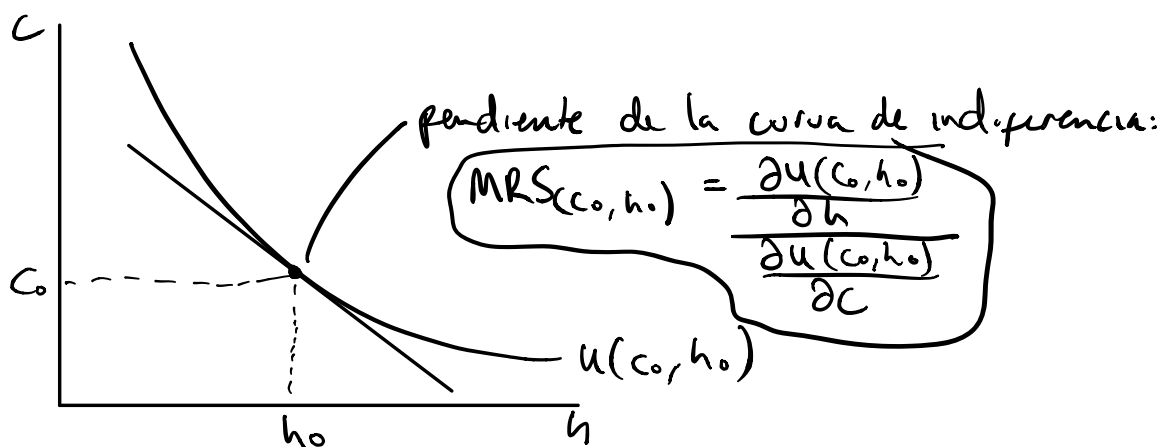 C
pendiente de la curva de indiferencia:
MRS(c₀,h₀) = ∂u(c₀,h₀)
∂h
∂u(c₀,h₀)
∂c
C₀
u(c₀,h₀)
h₀
h